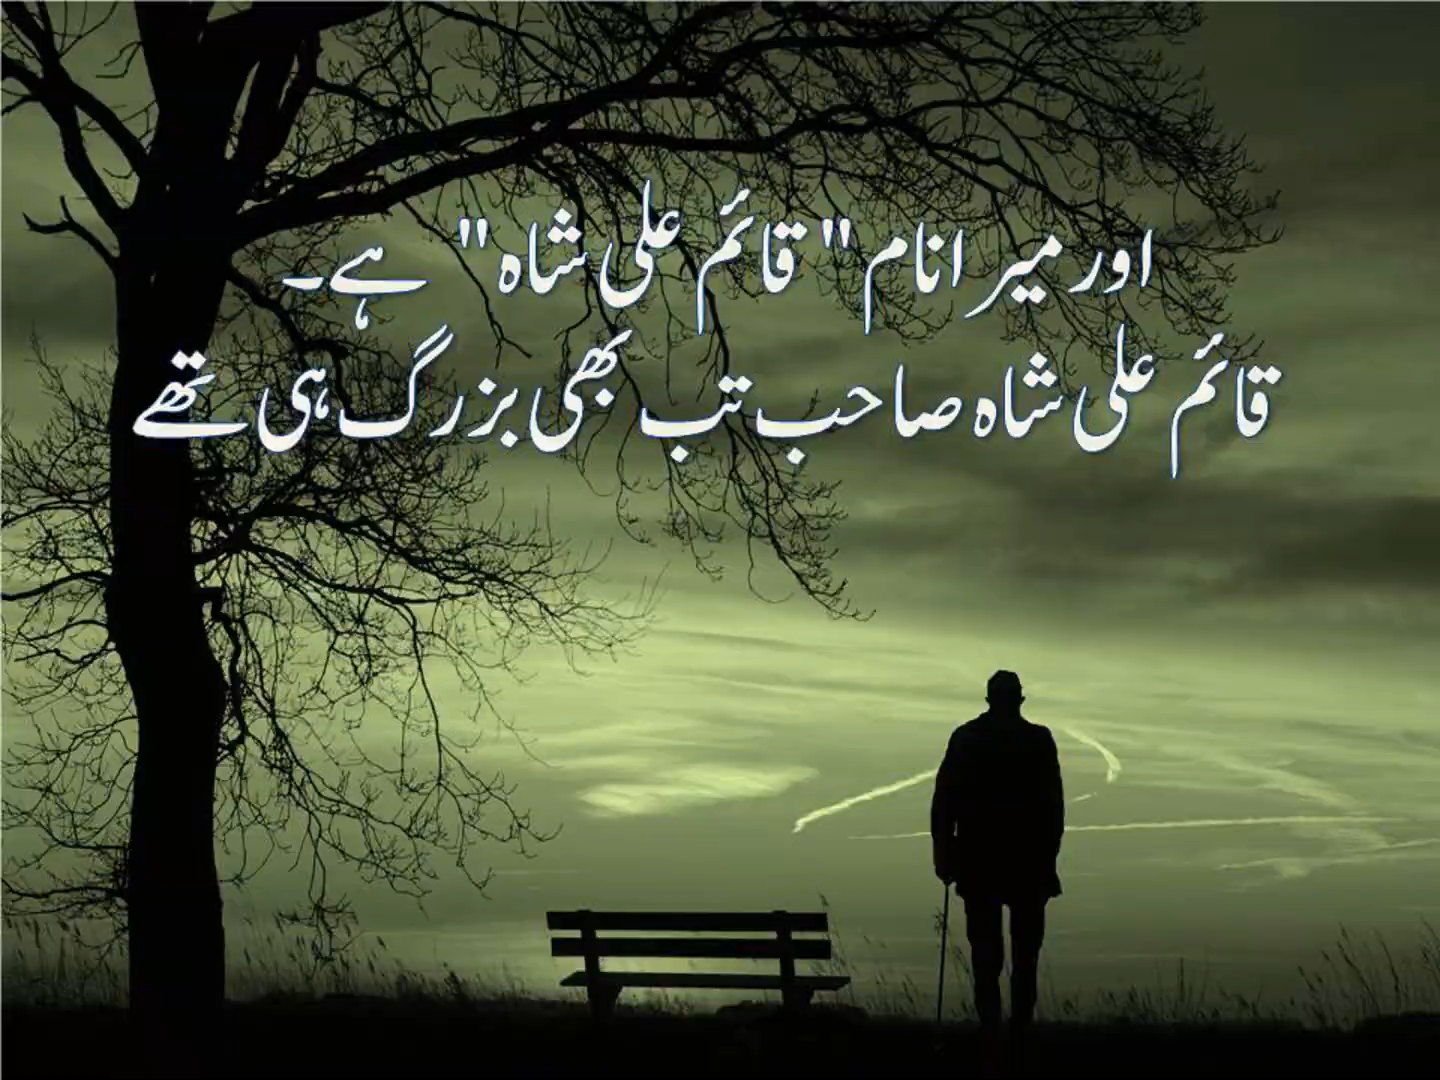 اور میرا نام "قائم علی شاہ" ہے۔
قائم علی شاہ صاحب تب بھی بزرگ ہی تھے